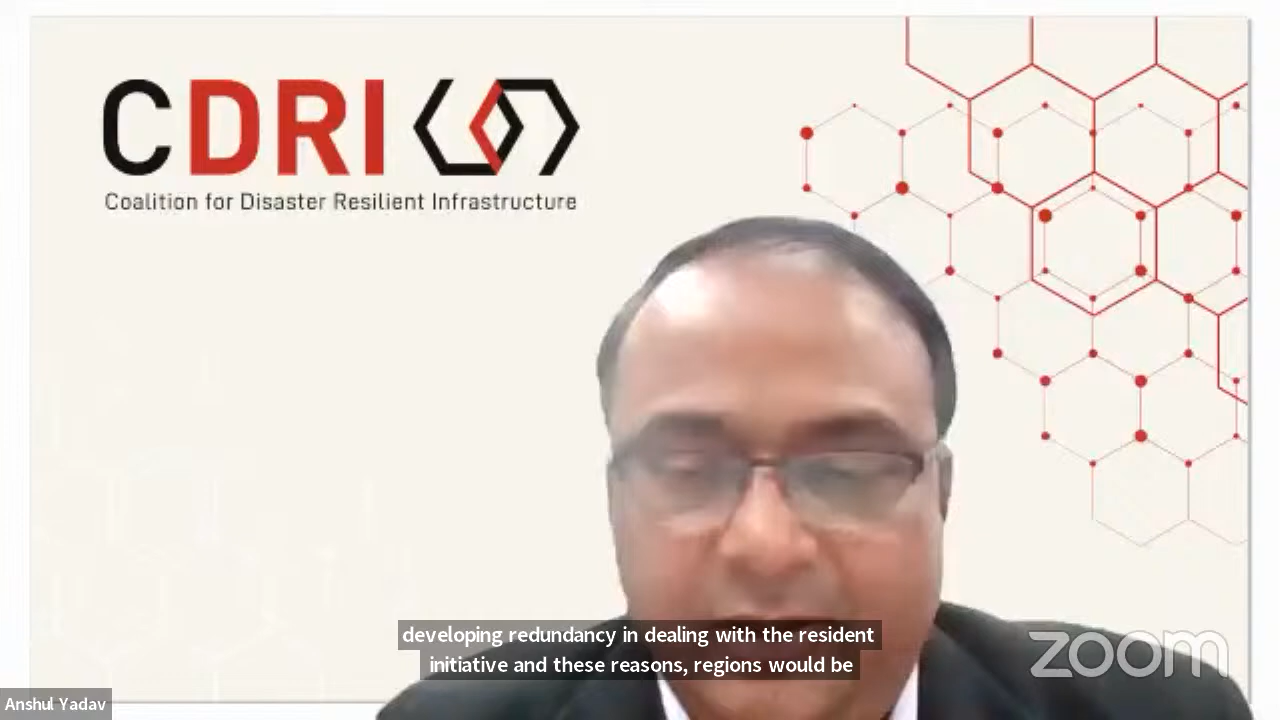 CDRI
Coalition for Disaster Resilient Infrastructure
developing redundancy in dealing with the resident
initiative and these reasons, regions would be
zoom
Anshul Yadav